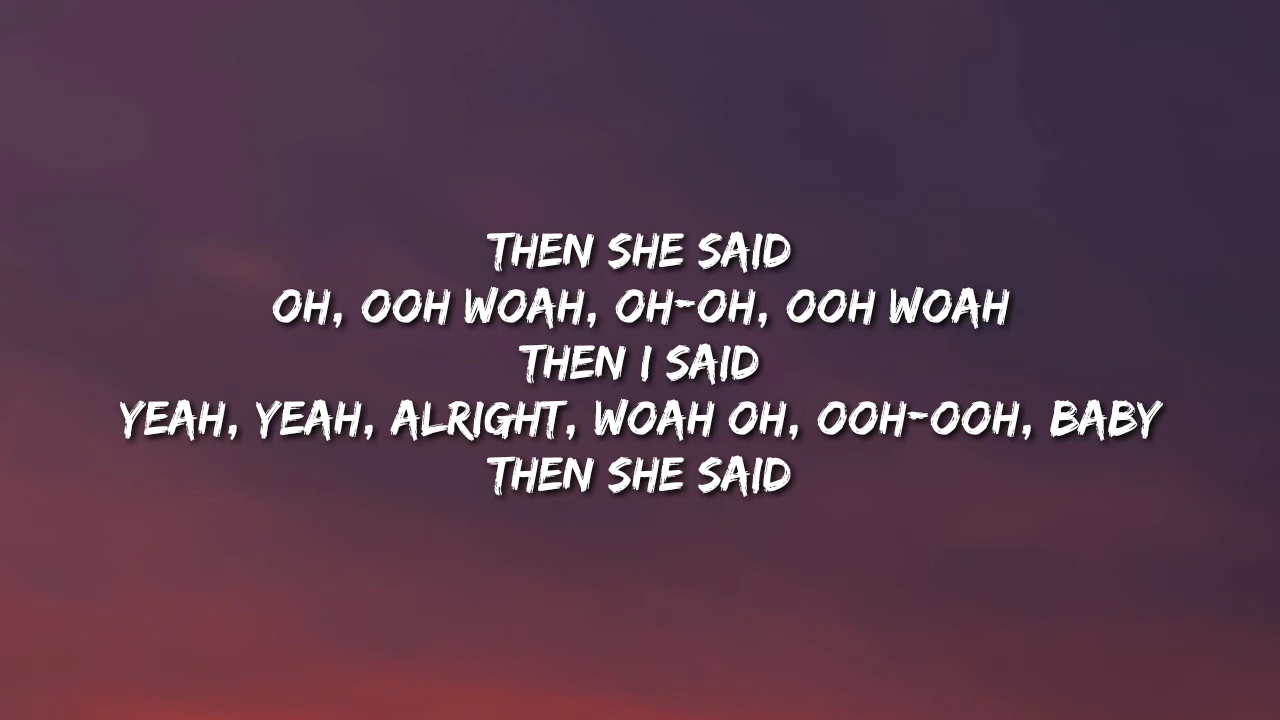 THEN SHE SAID
OH, OOH WOAH, OH-OH, OOH WOAH
THEN I SAID
YEAH, YEAH, ALRIGHT, WOAH OH, OOH-OOH, BABY
THEN SHE SAID